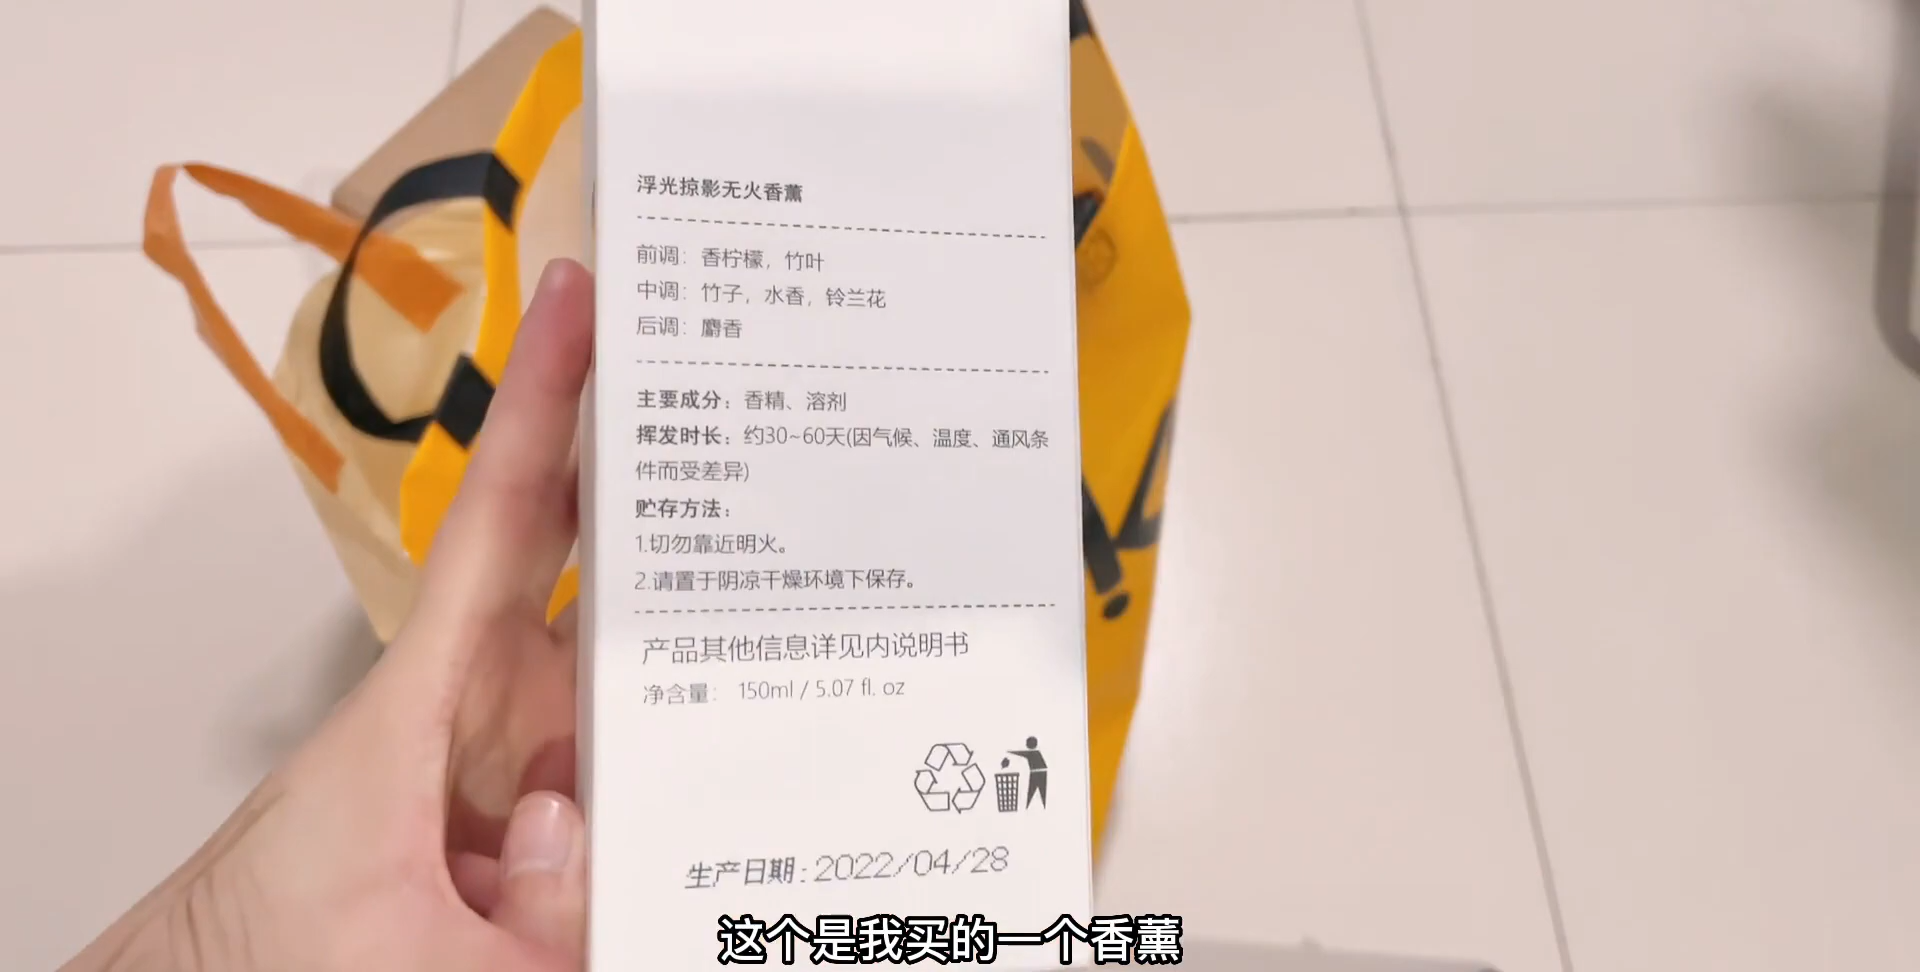 浮光掠影无火香薰
前调：香柠檬，竹叶
中调：竹子，水香，铃兰花
后调：麝香
主要成分：香精、溶剂
挥发时长：约30~60天(因气候、温度、通风条
件而受差异)
贮存方法：
1.切勿靠近明火。
2.请置于阴凉干燥环境下保存。
产品其他信息详见内说明书
净含量： 150ml / 5.07 fl. oz
生产日期:2022/04/28
这个是我买的一个香薰